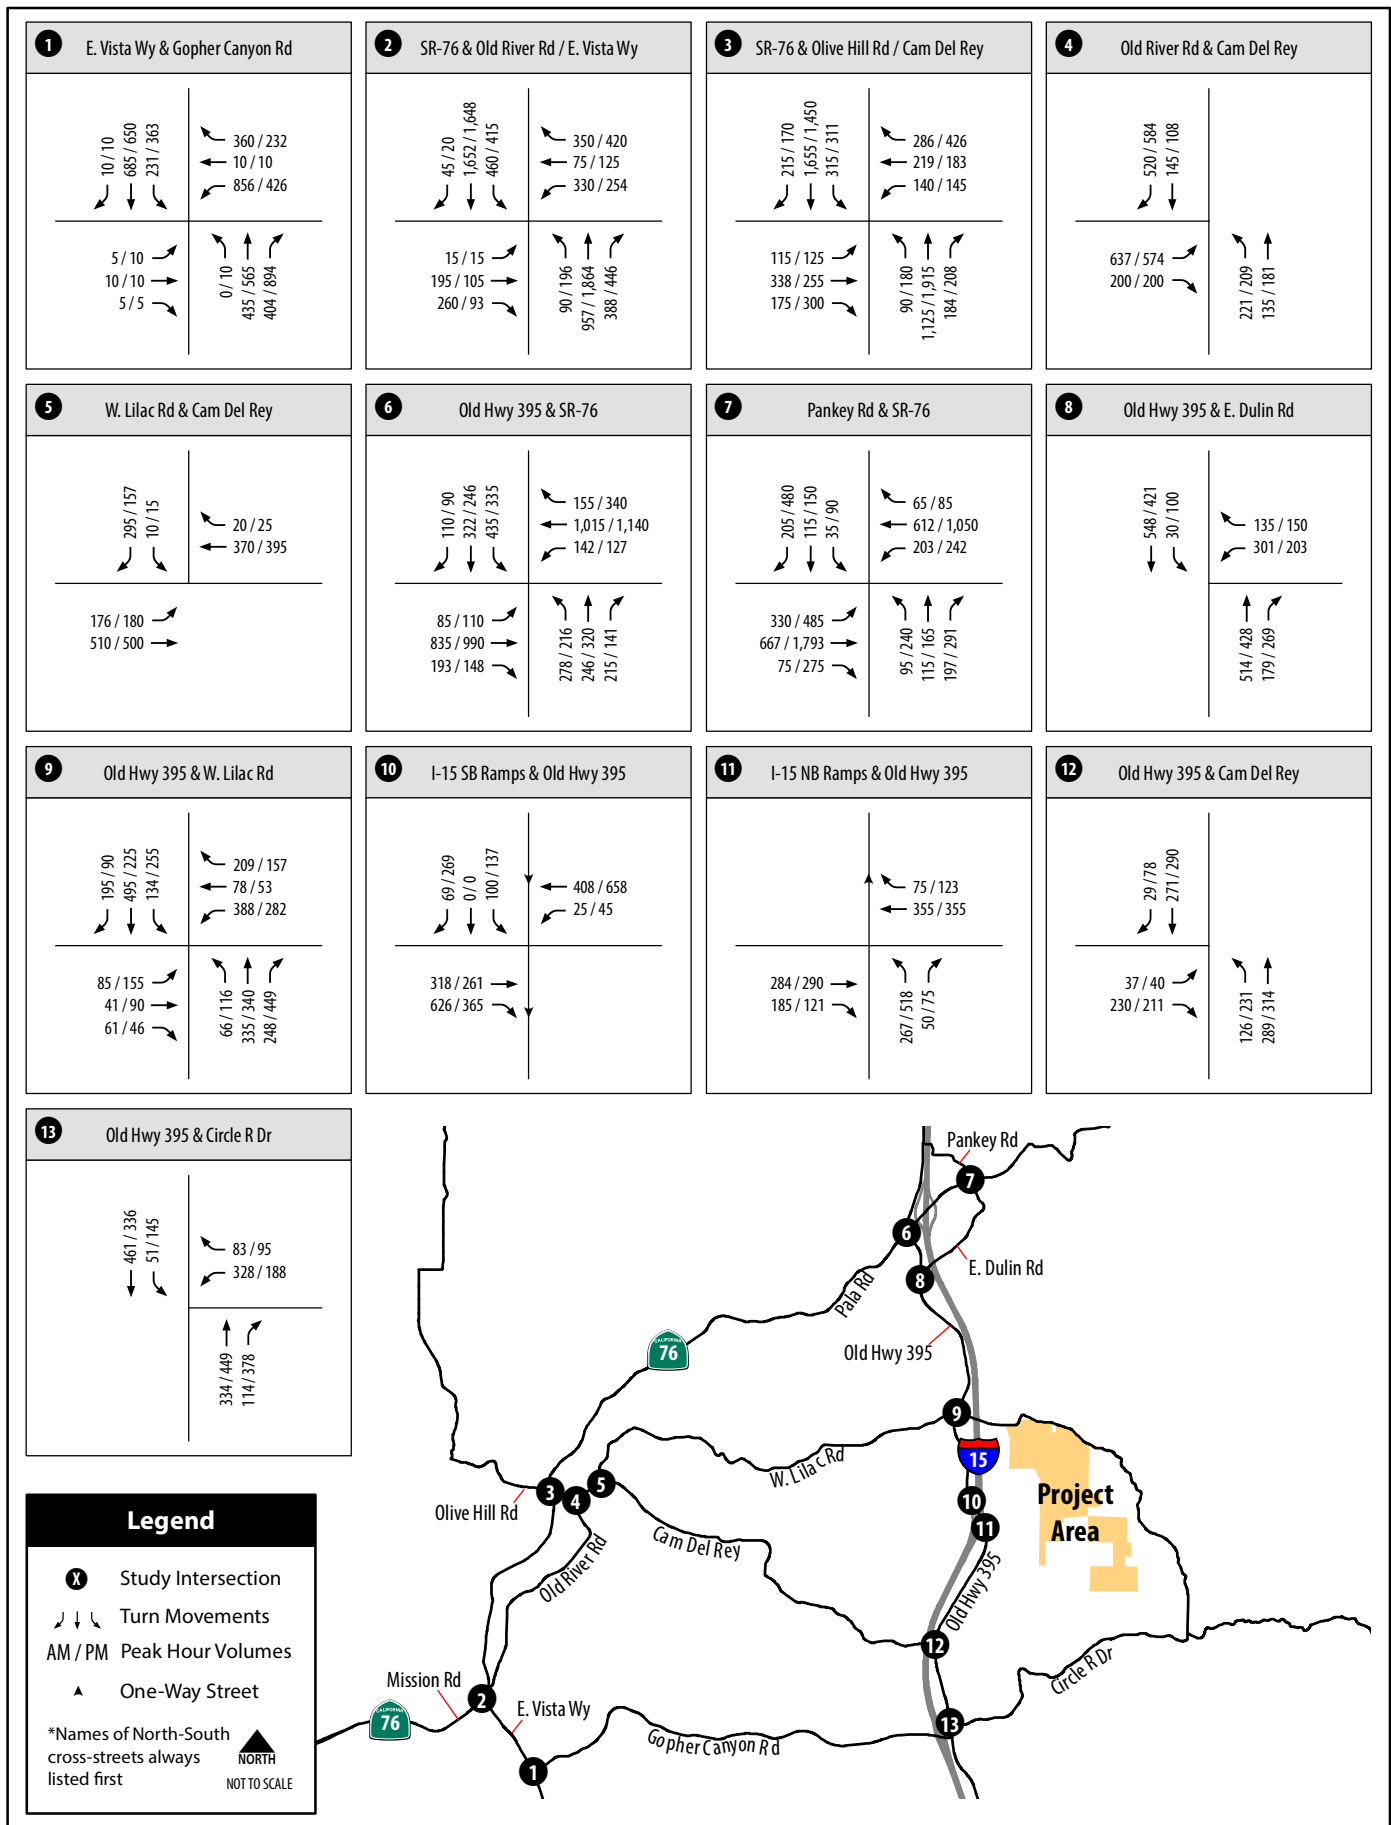 1 E. Vista Wy & Gopher Canyon Rd
10 / 10
685 / 650
231 / 363
360 / 232
10 / 10
856 / 426
5 / 10
10 / 10
5 / 5
0 / 10
435 / 565
404 / 894
2 SR-76 & Old River Rd / E. Vista Wy
45 / 20
1,652 / 1,648
460 / 415
350 / 420
75 / 125
330 / 254
15 / 15
195 / 105
260 / 93
90 / 196
957 / 1,864
388 / 446
3 SR-76 & Olive Hill Rd / Cam Del Rey
215 / 170
1,655 / 1,450
315 / 311
286 / 426
219 / 183
140 / 145
115 / 125
338 / 255
175 / 300
90 / 180
1,125 / 1,915
184 / 208
4 Old River Rd & Cam Del Rey
520 / 584
145 / 108
637 / 574
200 / 200
221 / 209
135 / 181
5 W. Lilac Rd & Cam Del Rey
295 / 157
10 / 15
20 / 25
370 / 395
176 / 180
510 / 500
6 Old Hwy 395 & SR-76
110 / 90
322 / 246
435 / 335
155 / 340
1,015 / 1,140
142 / 127
85 / 110
835 / 990
193 / 148
278 / 216
246 / 320
215 / 141
7 Pankey Rd & SR-76
205 / 480
115 / 150
35 / 90
65 / 85
612 / 1,050
203 / 242
330 / 485
667 / 1,793
75 / 275
95 / 240
115 / 165
197 / 291
8 Old Hwy 395 & E. Dulin Rd
548 / 421
30 / 100
135 / 150
301 / 203
514 / 428
179 / 269
9 Old Hwy 395 & W. Lilac Rd
195 / 90
495 / 225
134 / 255
209 / 157
78 / 53
388 / 282
85 / 155
41 / 90
61 / 46
66 / 116
335 / 340
248 / 449
10 I-15 SB Ramps & Old Hwy 395
69 / 269
0 / 0
100 / 137
408 / 658
25 / 45
318 / 261
626 / 365
11 I-15 NB Ramps & Old Hwy 395
75 / 123
355 / 355
284 / 290
185 / 121
267 / 518
50 / 75
12 Old Hwy 395 & Cam Del Rey
29 / 78
271 / 290
37 / 40
230 / 211
126 / 231
289 / 314
13 Old Hwy 395 & Circle R Dr
461 / 336
51 / 145
83 / 95
328 / 188
334 / 449
114 / 378
Pankey Rd
7
6
E. Dulin Rd
8
Pala Rd
Old Hwy 395
CALIFORNIA
76
9
15
W. Lilac Rd
Project
Area
5
3
4
10
11
Olive Hill Rd
Cam Del Rey
Old River Rd
Old Hwy 395
12
Circle R Dr
Mission Rd
2
E. Vista Wy
CALIFORNIA
76
13
Gopher Canyon Rd
1
Legend
X Study Intersection
Turn Movements
AM / PM Peak Hour Volumes
One-Way Street
*Names of North-South
cross-streets always
listed first
NORTH
NOT TO SCALE